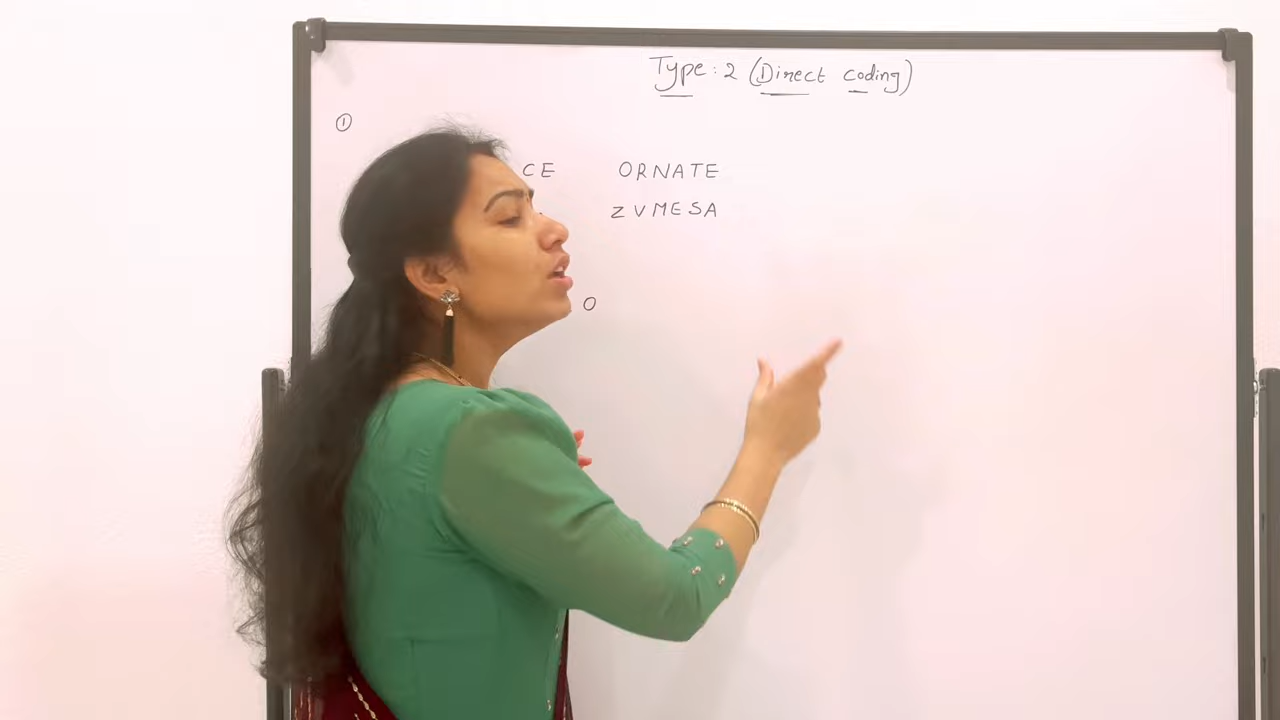 Type: 2 (Direct coding)
①
CE ORNATE
ZVMESA
O